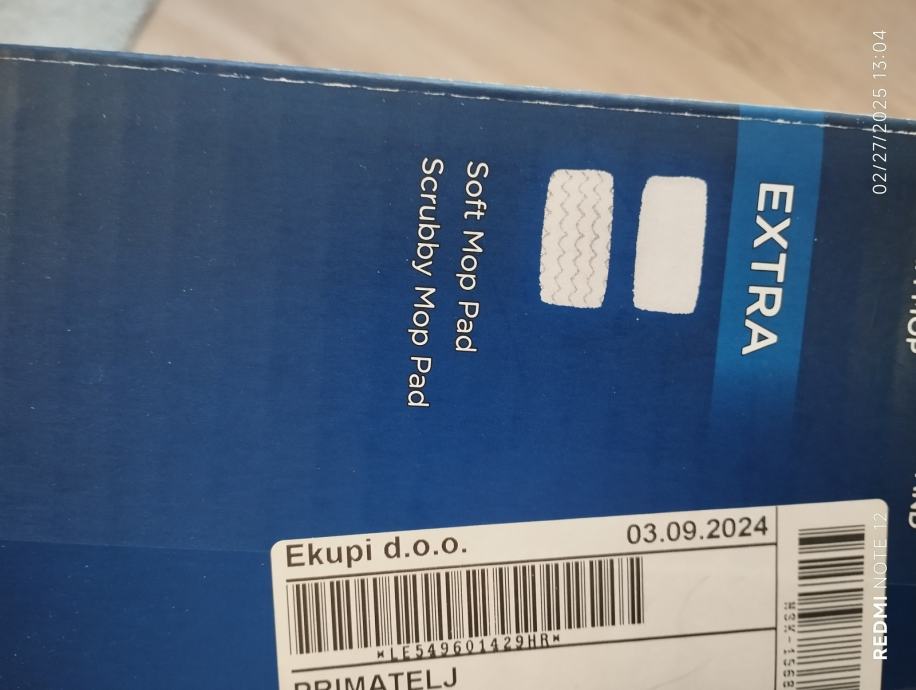 EXTRA
Soft Mop Pad
Scrubby Mop Pad
Ekupi d.o.o.
03.09.2024
*LE549601429HR*
PRIMATELJ
02/27/2025 13:04
REDMI NOTE 12